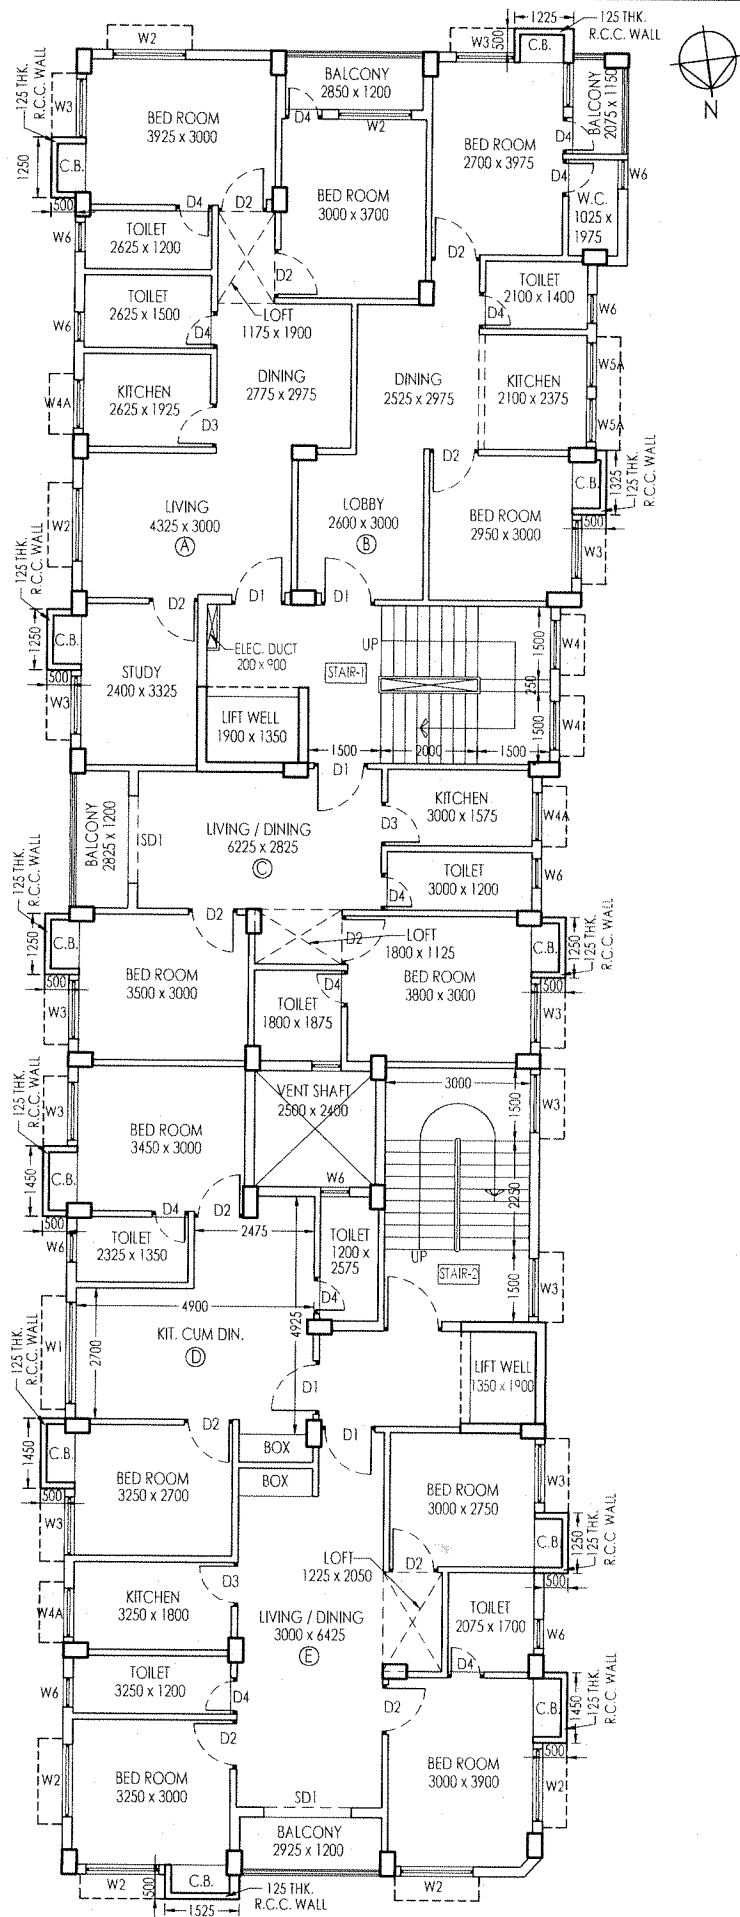 1225
125 THK.
R.C.C. WALL
W2
W3
500
C.B.
BALCONY
2850 x 1200
125 THK.
R.C.C. WALL
W3
BED ROOM
3925 x 3000
D4
W2
BALCONY
2075 x 1150
N
BED ROOM
2700 x 3975
D4
D4
1250
C.B.
BED ROOM
3000 x 3700
W6
W.C.
1025 x
1975
500
D4
D2
W6
TOILET
2625 x 1200
D2
D2
TOILET
2100 x 1400
W6
TOILET
2625 x 1500
D4
W6
LOFT
1175 x 1900
D4
W4A
KITCHEN
2625 x 1925
D3
DINING
2775 x 2975
DINING
2525 x 2975
KITCHEN
2100 x 2375
W5A
W5A
D2
W2
LIVING
4325 x 3000
A
LOBBY
2600 x 3000
B
BED ROOM
2950 x 3000
C.B.
1325
125 THK.
R.C.C. WALL
500
W3
125 THK.
R.C.C. WALL
D2
D1
D1
1250
C.B.
500
W3
STUDY
2400 x 3325
ELEC. DUCT
200 x 900
UP
STAIR-1
1500
250
1500
W4
W4
LIFT WELL
1900 x 1350
1500
2000
1500
D1
BALCONY
2825 x 1200
SD1
LIVING / DINING
6225 x 2825
C
D3
KITCHEN
3000 x 1575
W4A
D4
TOILET
3000 x 1200
W6
125 THK.
R.C.C. WALL
1250
C.B.
500
W3
D2
BED ROOM
3500 x 3000
D2
LOFT
1800 x 1125
BED ROOM
3800 x 3000
C.B.
1250
125 THK.
R.C.C. WALL
500
W3
D4
TOILET
1800 x 1875
125 THK.
R.C.C. WALL
W3
BED ROOM
3450 x 3000
VENT SHAFT
2500 x 2400
3000
1500
W3
1450
C.B.
500
W6
2250
D4
D2
W6
TOILET
2325 x 1350
2475
TOILET
1200 x
2575
D4
UP
STAIR-2
1500
W3
4900
4925
W1
2700
KIT. CUM DIN.
D
D1
LIFT WELL
1350 x 1900
125 THK.
R.C.C. WALL
D2
D1
1450
C.B.
500
W3
BED ROOM
3250 x 2700
BOX
BOX
BED ROOM
3000 x 2750
W3
C.B.
1250
125 THK.
R.C.C. WALL
500
D2
LOFT
1225 x 2050
W4A
KITCHEN
3250 x 1800
D3
LIVING / DINING
3000 x 6425
E
TOILET
2075 x 1700
W6
D4
W6
TOILET
3250 x 1200
D4
D2
D2
C.B.
1450
125 THK.
R.C.C. WALL
500
W2
BED ROOM
3250 x 3000
BED ROOM
3000 x 3900
W2
SD1
BALCONY
2925 x 1200
W2
500
C.B.
125 THK.
R.C.C. WALL
W2
1525